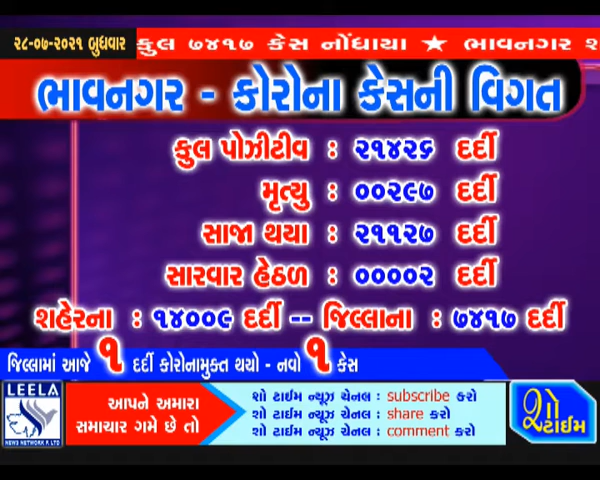 ૨૮-૦૭-૨૦૨૧ બુધવાર કુલ ૭૪૧૭ કેસ નોંધાયા ★ ભાવનગર શ
ભાવનગર - કોરોના કેસની વિગત
કુલ પોઝીટીવ : ૨૧૪૨૬ દર્દી
મૃત્યુ : ૦૦૨૯૭ દર્દી
સાજા થયા : ૨૧૧૨૭ દર્દી
સારવાર હેઠળ : ૦૦૦૦૨ દર્દી
શહેરના : ૧૪૦૦૯ દર્દી -- જિલ્લાના : ૭૪૧૭ દર્દી
જિલ્લામાં આજે ૧ દર્દી કોરોનામુક્ત થયો - નવો ૧ કેસ
LEELA
NEWS NETWORK P. LTD
આપને અમારા
સમાચાર ગમે છે તો
શો ટાઈમ ન્યૂઝ ચેનલ : subscribe કરો
શો ટાઈમ ન્યૂઝ ચેનલ : share કરો
શો ટાઈમ ન્યૂઝ ચેનલ : comment કરો
શો
ટાઈમ